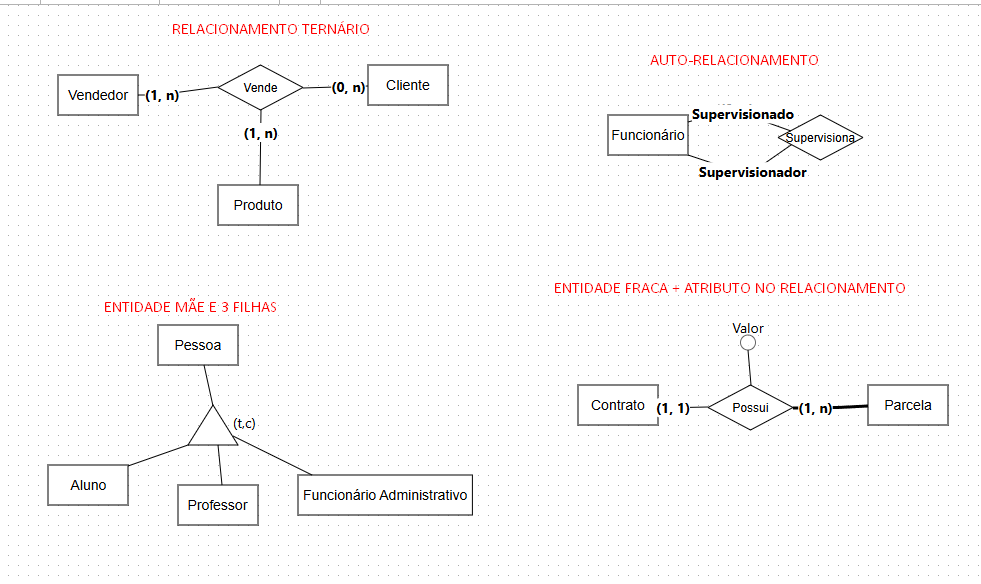 RELACIONAMENTO TERNÁRIO
Vendedor
(1, n)
Vende
(0, n)
Cliente
(1, n)
Produto
AUTO-RELACIONAMENTO
Funcionário
Supervisionado
Supervisiona
Supervisionador
ENTIDADE MÃE E 3 FILHAS
Pessoa
(t,c)
Aluno
Professor
Funcionário Administrativo
ENTIDADE FRACA + ATRIBUTO NO RELACIONAMENTO
Valor
Contrato
(1, 1)
Possui
(1, n)
Parcela